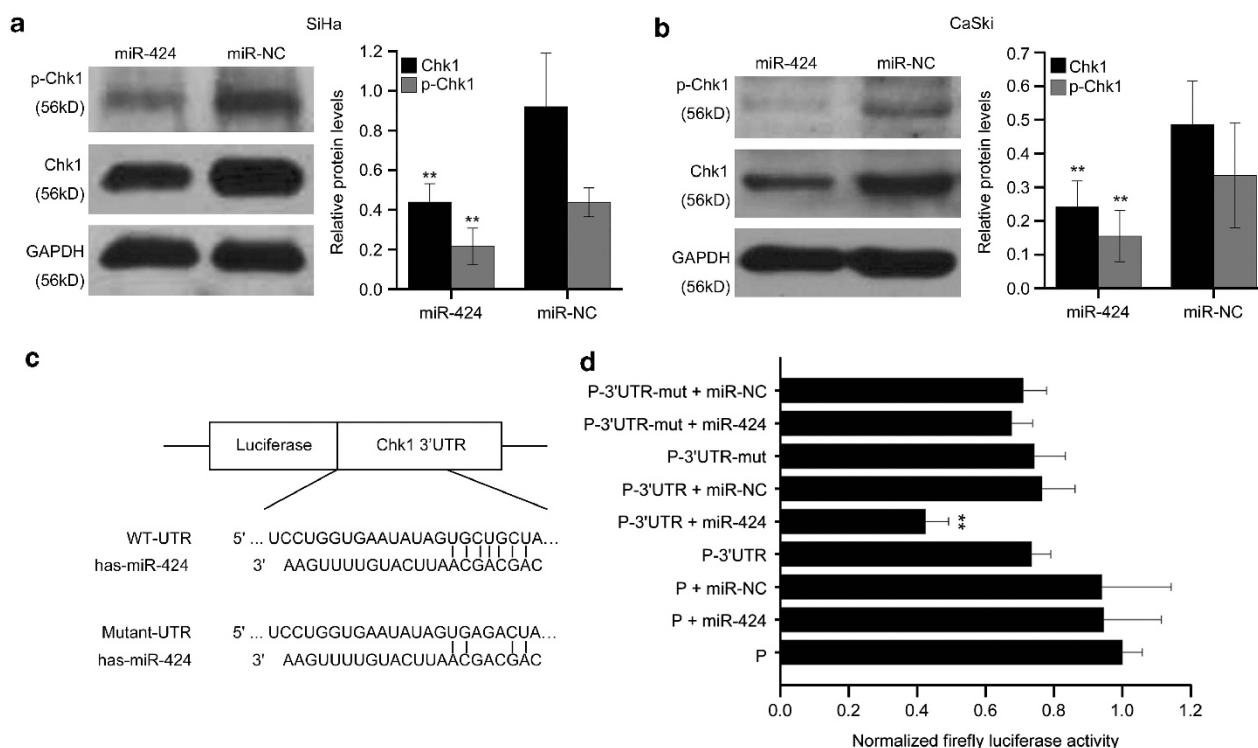 a
SiHa
miR-424 miR-NC
p-Chk1
(56kD)
Chk1
(56kD)
GAPDH
(56kD)
Relative protein levels
1.2
1.0
0.8
0.6
0.4
0.2
0.0
Chk1
p-Chk1
**
**
miR-424 miR-NC
b
CaSki
miR-424 miR-NC
p-Chk1
(56kD)
Chk1
(56kD)
GAPDH
(56kD)
Relative protein levels
0.8
0.7
0.6
0.5
0.4
0.3
0.2
0.1
0.0
Chk1
p-Chk1
**
**
miR-424 miR-NC
c
Luciferase Chk1 3'UTR
WT-UTR 5' ... UCCUGGUGAAUAUAGUGCUGCUA...
has-miR-424 3' AAGUUUUGUACUUAACGACGAC
Mutant-UTR 5' ... UCCUGGUGAAUAUAGUGAGACUA...
has-miR-424 3' AAGUUUUGUACUUAACGACGAC
d
P-3'UTR-mut + miR-NC
P-3'UTR-mut + miR-424
P-3'UTR-mut
P-3'UTR + miR-NC
P-3'UTR + miR-424
**
P-3'UTR
P + miR-NC
P + miR-424
P
0.0 0.2 0.4 0.6 0.8 1.0 1.2
Normalized firefly luciferase activity